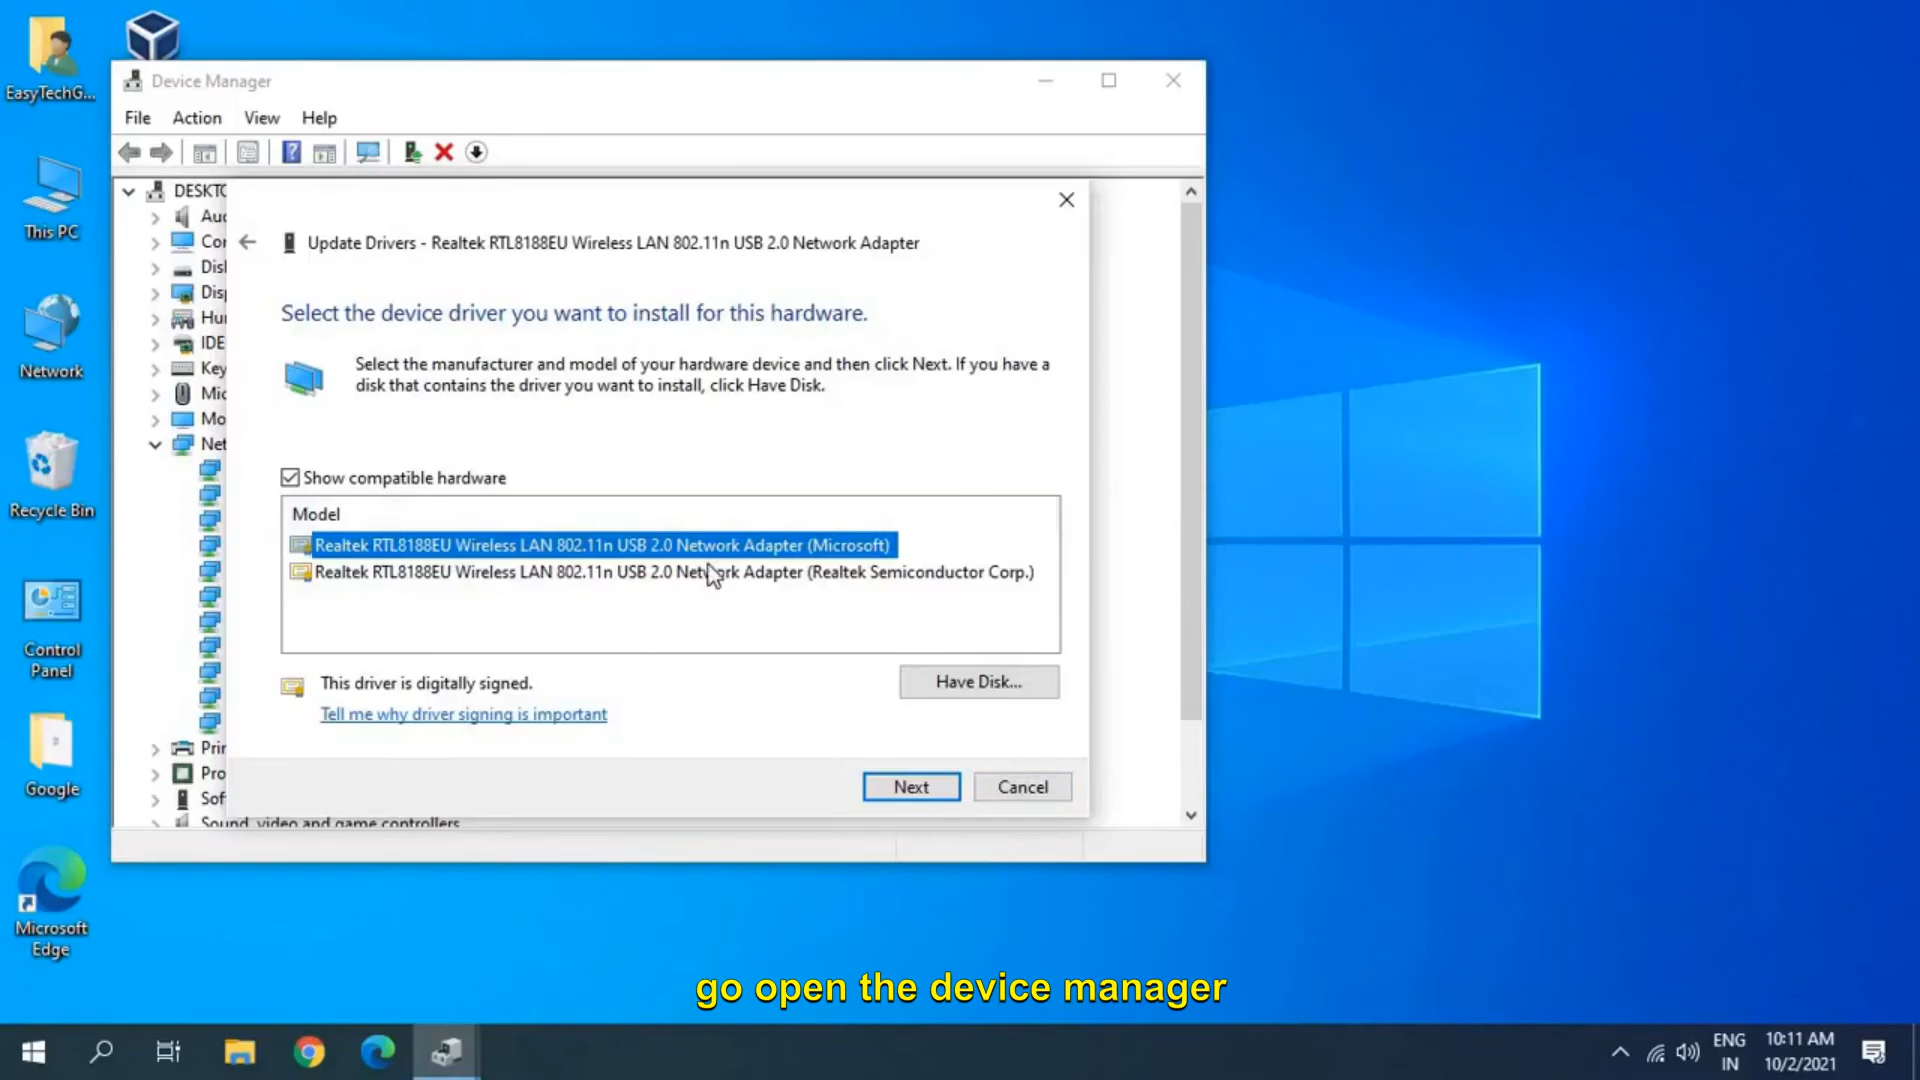 EasyTechG...
This PC
Network
Recycle Bin
Control
Panel
Google
Microsoft
Edge
Device Manager
File Action View Help
DESKTO
Aud
Cor
Disl
Disp
Hur
IDE
Key
Mic
Mo
Net
Prir
Pro
Sof
Sound, video and game controllers
Update Drivers - Realtek RTL8188EU Wireless LAN 802.11n USB 2.0 Network Adapter
Select the device driver you want to install for this hardware.
Select the manufacturer and model of your hardware device and then click Next. If you have a
disk that contains the driver you want to install, click Have Disk.
Show compatible hardware
Model
Realtek RTL8188EU Wireless LAN 802.11n USB 2.0 Network Adapter (Microsoft)
Realtek RTL8188EU Wireless LAN 802.11n USB 2.0 Network Adapter (Realtek Semiconductor Corp.)
This driver is digitally signed.
Have Disk...
Tell me why driver signing is important
Next
Cancel
go open the device manager
ENG
IN
10:11 AM
10/2/2021